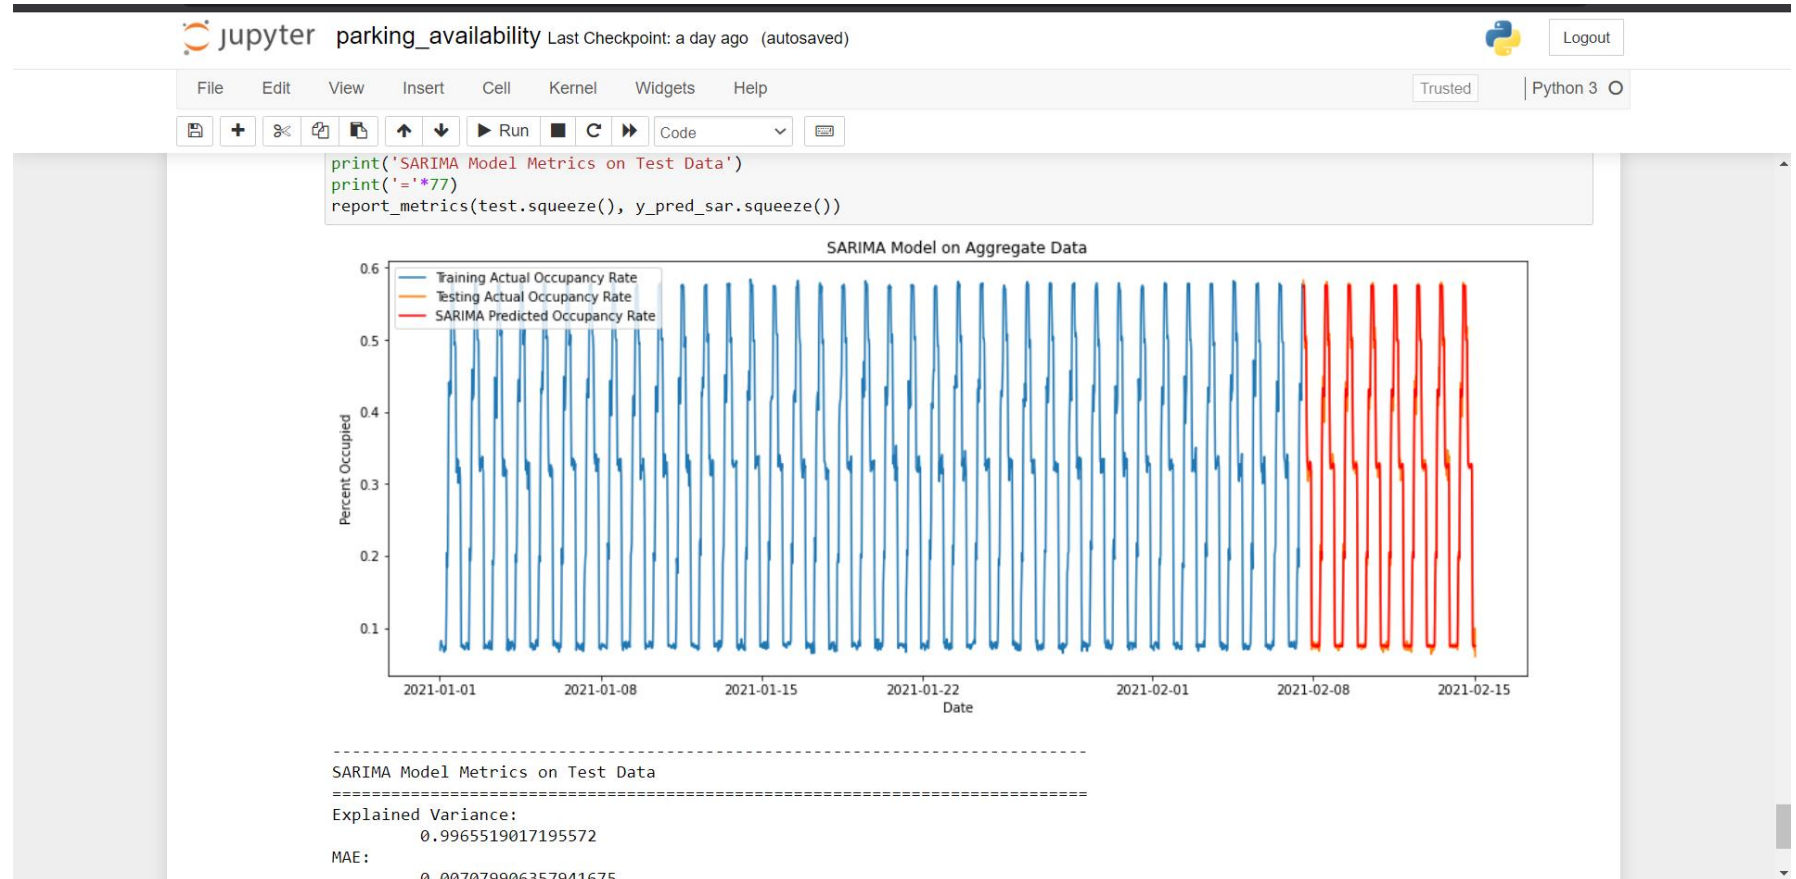 jupyter parking_availability Last Checkpoint: a day ago (autosaved) Logout
File Edit View Insert Cell Kernel Widgets Help Trusted Python 3
Run Code
print('SARIMA Model Metrics on Test Data')
print('='*77)
report_metrics(test.squeeze(), y_pred_sar.squeeze())
SARIMA Model on Aggregate Data
Training Actual Occupancy Rate
Testing Actual Occupancy Rate
SARIMA Predicted Occupancy Rate
0.6
0.5
0.4
0.3
0.2
0.1
Percent Occupied
2021-01-01 2021-01-08 2021-01-15 2021-01-22 2021-02-01 2021-02-08 2021-02-15
Date
-----------------------------------------------------------------------------
SARIMA Model Metrics on Test Data
=============================================================================
Explained Variance:
0.9965519017195572
MAE:
0.007079906357941675